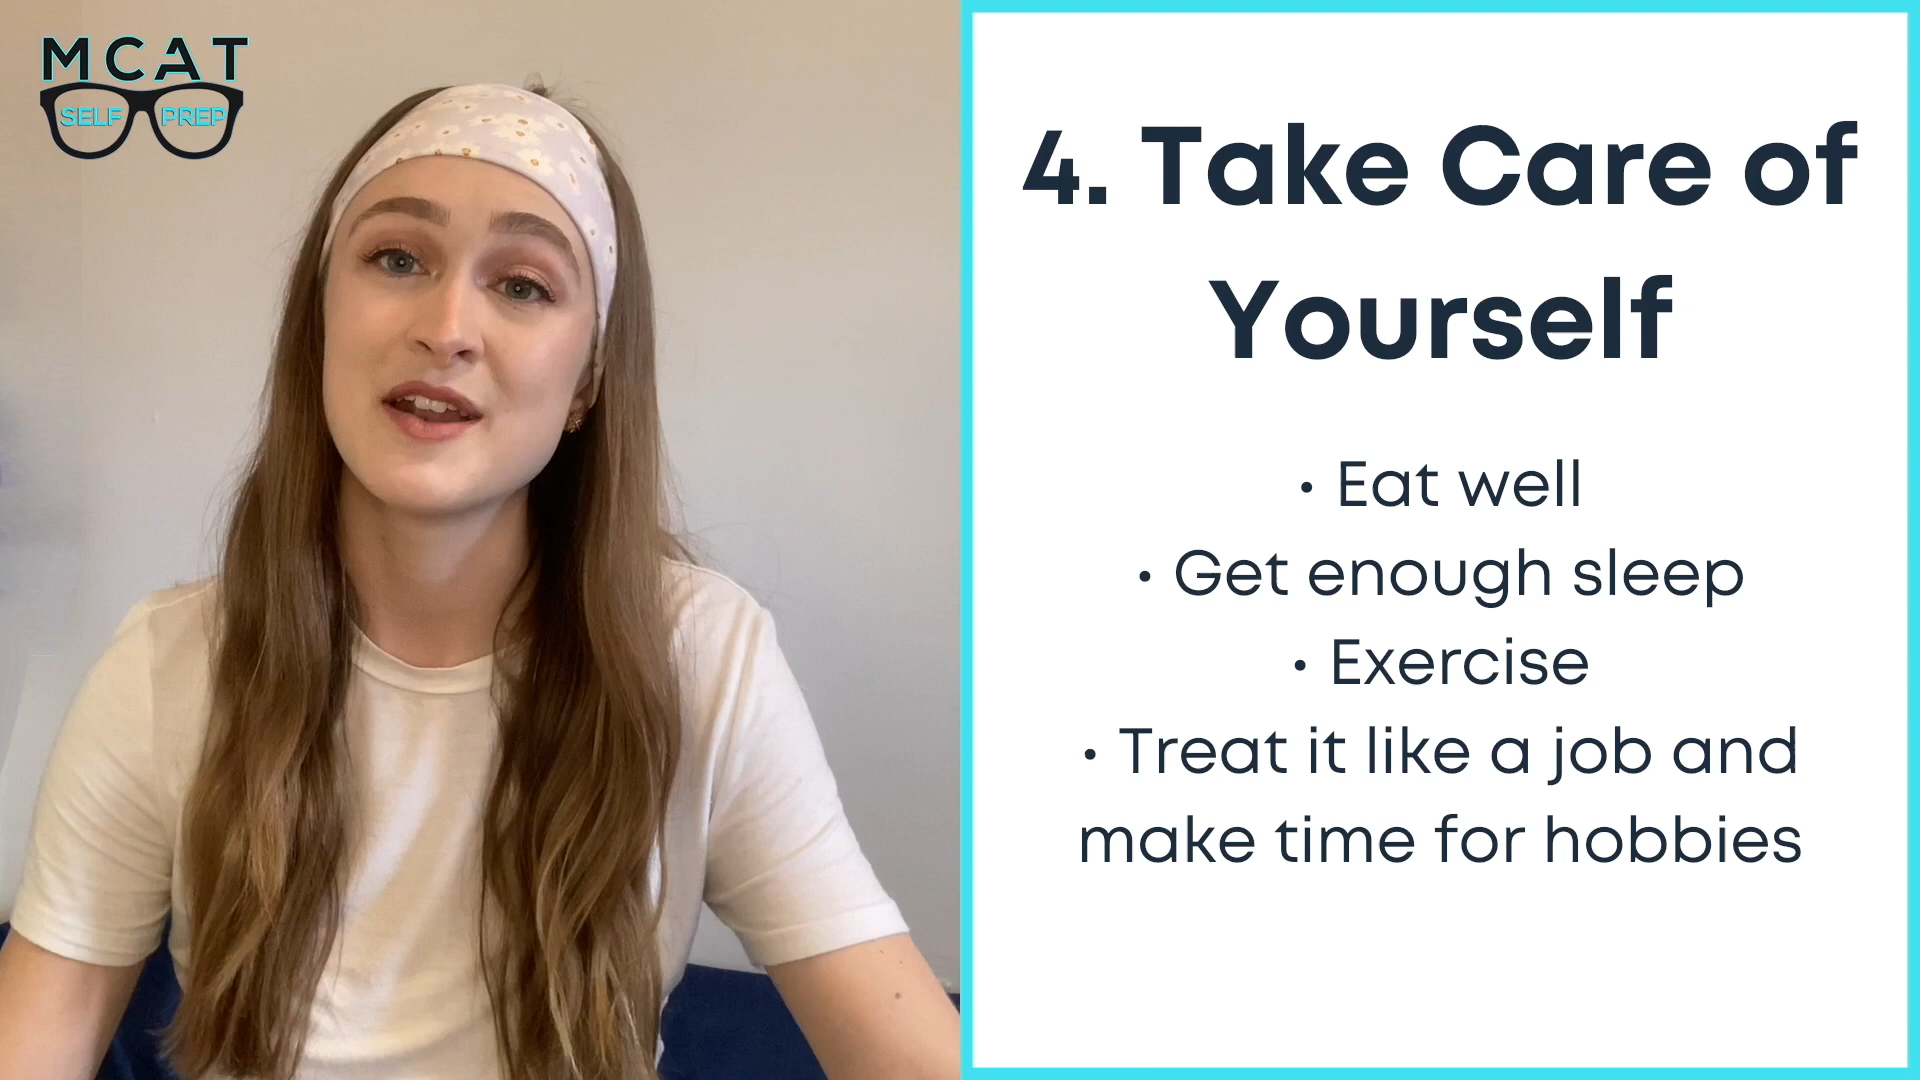 MCAT
SELF PREP
4. Take Care of
Yourself
• Eat well
• Get enough sleep
• Exercise
• Treat it like a job and
make time for hobbies